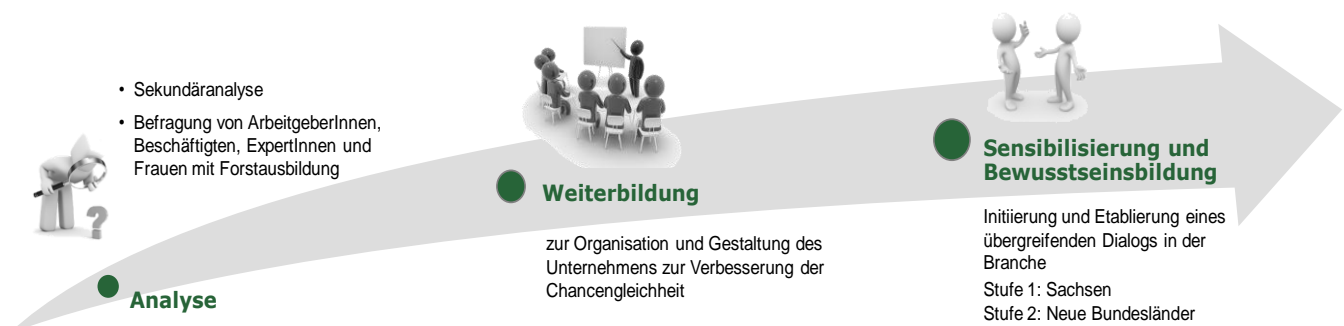 • Sekundäranalyse
• Befragung von ArbeitgeberInnen,
Beschäftigten, ExpertInnen und
Frauen mit Forstausbildung
Analyse
Weiterbildung
zur Organisation und Gestaltung des
Unternehmens zur Verbesserung der
Chancengleichheit
Sensibilisierung und
Bewusstseinsbildung
Initiierung und Etablierung eines
übergreifenden Dialogs in der
Branche
Stufe 1: Sachsen
Stufe 2: Neue Bundesländer